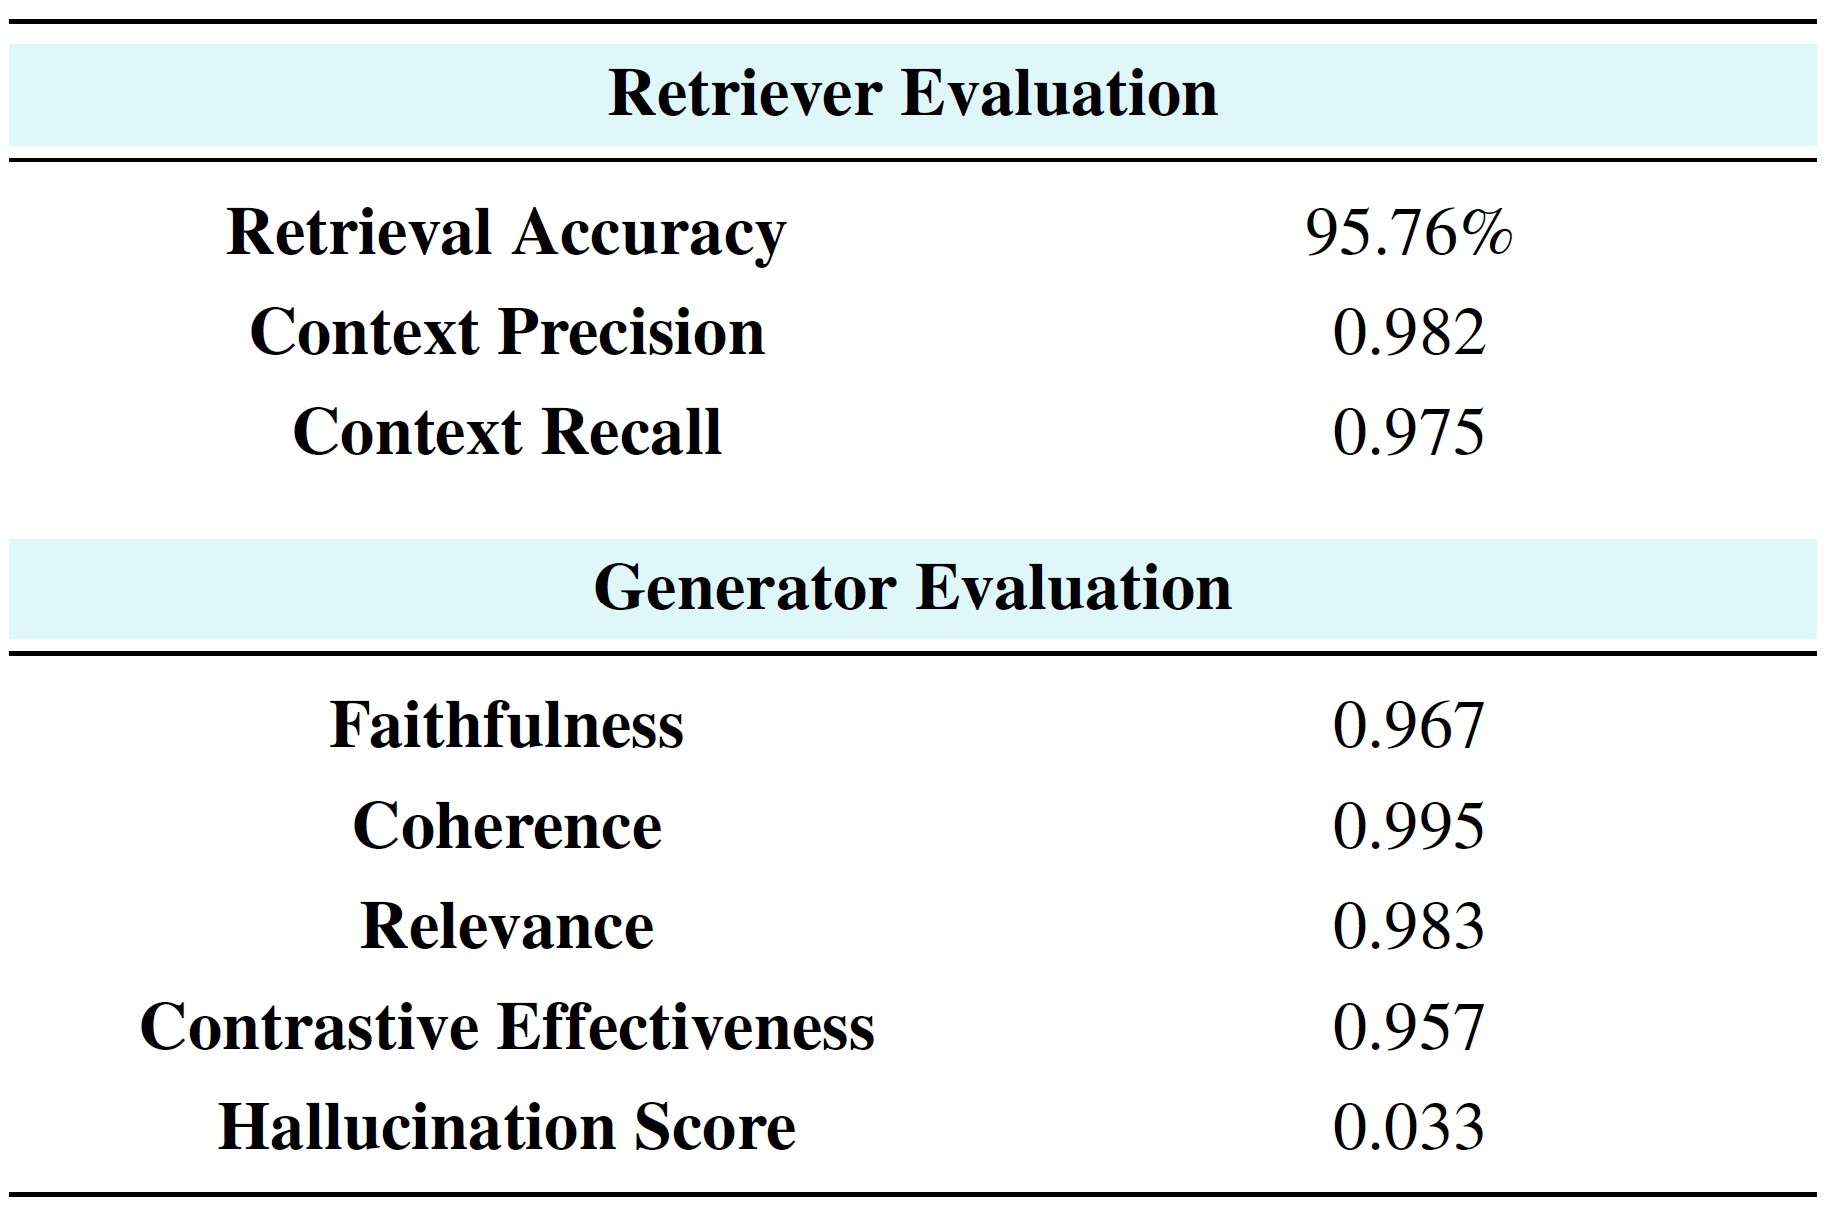 Retriever Evaluation
Retrieval Accuracy 95.76%
Context Precision 0.982
Context Recall 0.975
Generator Evaluation
Faithfulness 0.967
Coherence 0.995
Relevance 0.983
Contrastive Effectiveness 0.957
Hallucination Score 0.033